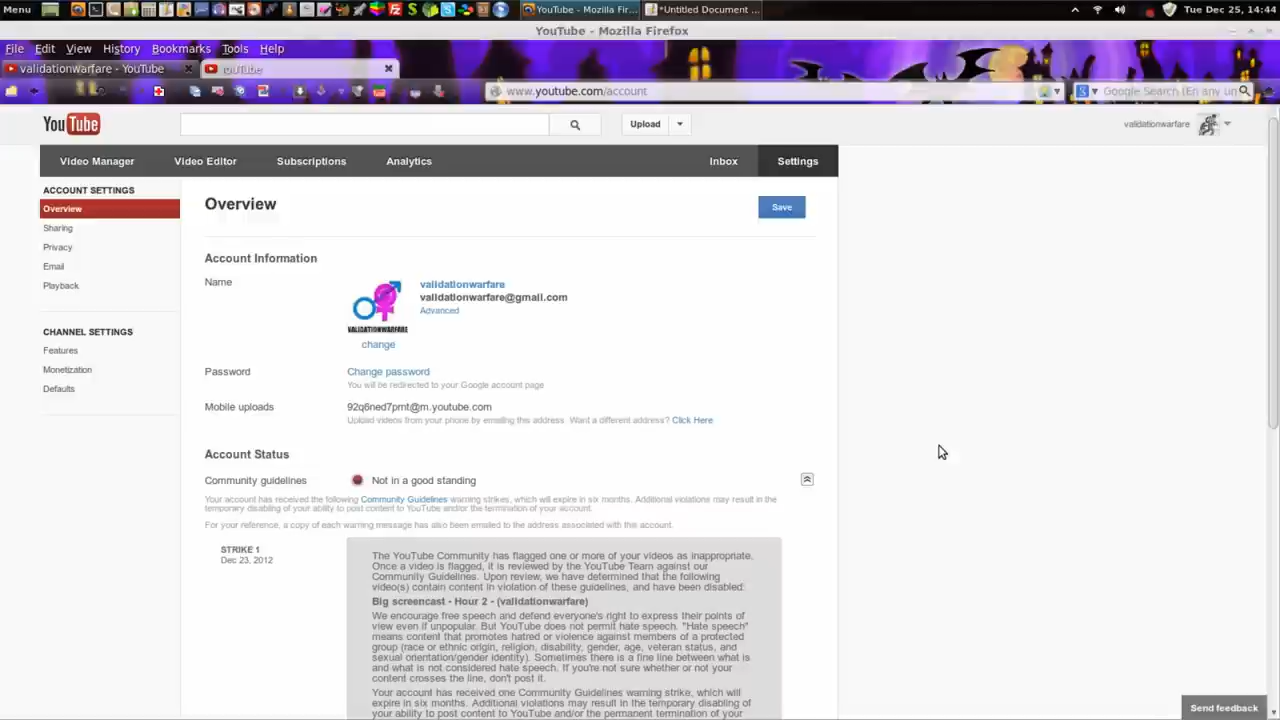 Menu
YouTube - Mozilla Fir...
*Untitled Document ...
Tue Dec 25, 14:44
YouTube - Mozilla Firefox
File Edit View History Bookmarks Tools Help
validationwarfare - YouTube
YouTube
www.youtube.com/account
Google Search (En any un
YouTube
Upload
validationwarfare
Video Manager Video Editor Subscriptions Analytics Inbox Settings
ACCOUNT SETTINGS
Overview
Sharing
Privacy
Email
Playback
CHANNEL SETTINGS
Features
Monetization
Defaults
Overview
Save
Account Information
Name
VALIDATIONWARFARE
change
validationwarfare
validationwarfare@gmail.com
Advanced
Password
Change password
You will be redirected to your Google account page
Mobile uploads
92q6ned7prnt@m.youtube.com
Upload videos from your phone by emailing this address. Want a different address? Click Here
Account Status
Community guidelines
Not in a good standing
Your account has received the following Community Guidelines warning strikes, which will expire in six months. Additional violations may result in the
temporary disabling of your ability to post content to YouTube and/or the termination of your account.
For your reference, a copy of each warning message has also been emailed to the address associated with this account.
STRIKE 1
Dec 23, 2012
The YouTube Community has flagged one or more of your videos as inappropriate.
Once a video is flagged, it is reviewed by the YouTube Team against our
Community Guidelines. Upon review, we have determined that the following
video(s) contain content in violation of these guidelines, and have been disabled:
Big screencast - Hour 2 - (validationwarfare)
We encourage free speech and defend everyone's right to express their points of
view even if unpopular. But YouTube does not permit hate speech. "Hate speech"
means content that promotes hatred or violence against members of a protected
group (race or ethnic origin, religion, disability, gender, age, veteran status, and
sexual orientation/gender identity). Sometimes there is a fine line between what is
and what is not considered hate speech. If you're not sure whether or not your
content crosses the line, don't post it.
Your account has received one Community Guidelines warning strike, which will
expire in six months. Additional violations may result in the temporary disabling of
your ability to post content to YouTube and/or the permanent termination of your
Send feedback